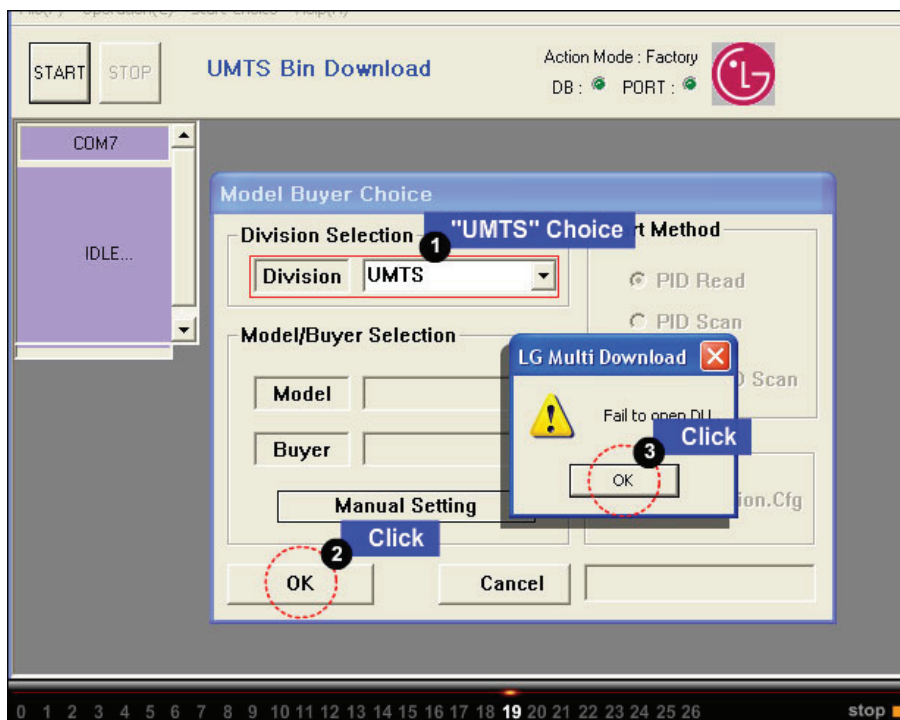 START
STOP
UMTS Bin Download
Action Mode : Factory
DB :
PORT :
COM7
IDLE...
Model Buyer Choice
Division Selection
1
"UMTS" Choice
rt Method
Division
UMTS
PID Read
PID Scan
Scan
Model/Buyer Selection
LG Multi Download
Fail to open
3
Click
OK
Model
Buyer
Manual Setting
ion.Cfg
2
Click
OK
Cancel
0 1 2 3 4 5 6 7 8 9 10 11 12 13 14 15 16 17 18 19 20 21 22 23 24 25 26
stop